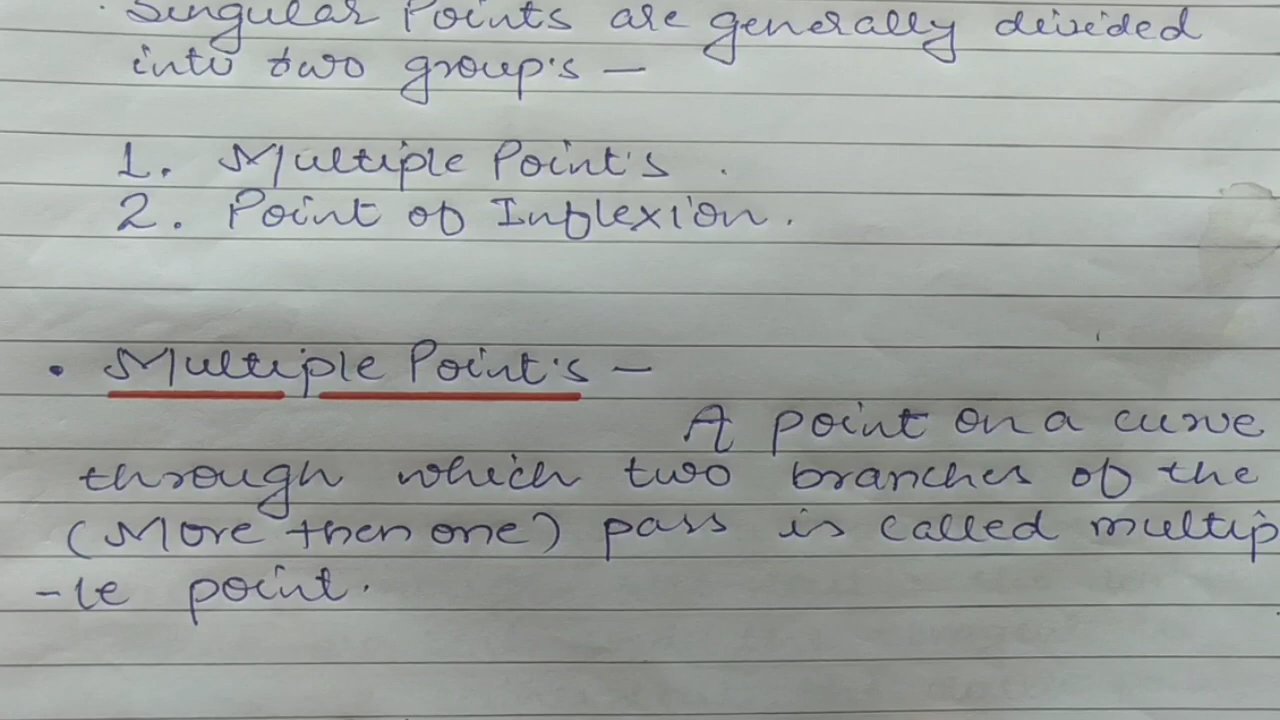 • Singular Points are generally divided
into two group's –
1. Multiple Point's .
2. Point of Inflexion.
• Multiple Point's –
A point on a curve
through which two branches of the
(More then one) pass is called multip
-le point.